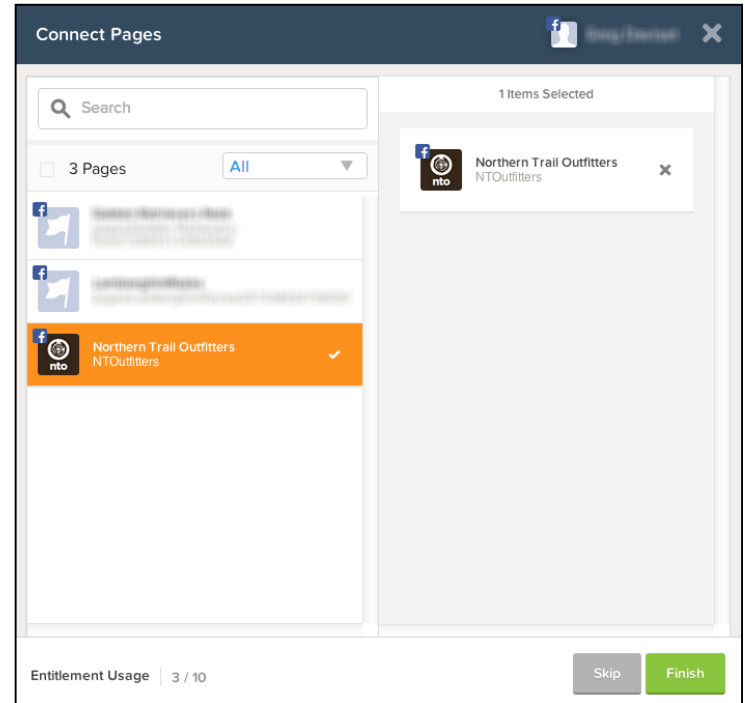 Connect Pages
Search
1 Items Selected
3 Pages
All
nto
Northern Trail Outfitters
NTOutfitters
nto
Northern Trail Outfitters
NTOutfitters
Entitlement Usage 3 / 10
Skip
Finish